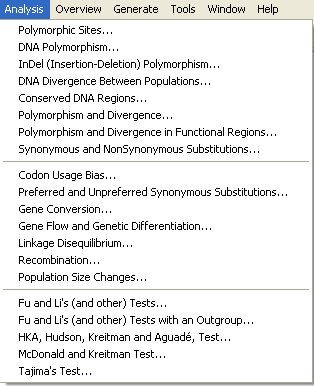 Analysis Overview Generate Tools Window Help
Polymorphic Sites...
DNA Polymorphism...
InDel (Insertion-Deletion) Polymorphism...
DNA Divergence Between Populations...
Conserved DNA Regions...
Polymorphism and Divergence...
Polymorphism and Divergence in Functional Regions...
Synonymous and NonSynonymous Substitutions...
Codon Usage Bias...
Preferred and Unpreferred Synonymous Substitutions...
Gene Conversion...
Gene Flow and Genetic Differentiation...
Linkage Disequilibrium...
Recombination...
Population Size Changes...
Fu and Li's (and other) Tests...
Fu and Li's (and other) Tests with an Outgroup...
HKA, Hudson, Kreitman and Aguadé, Test...
McDonald and Kreitman Test...
Tajima's Test...